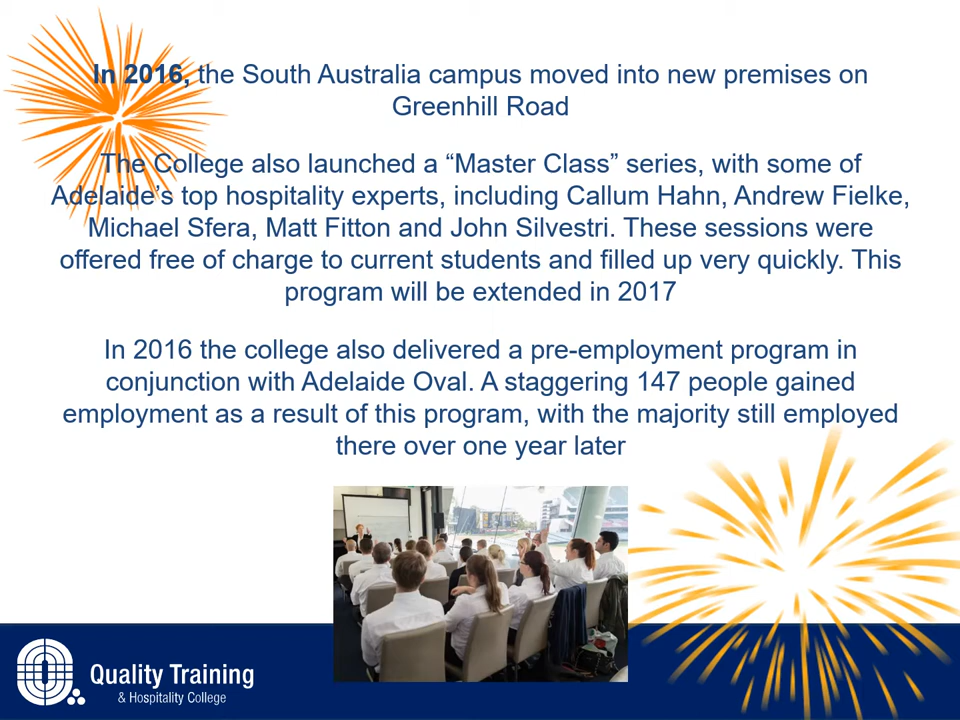 In 2016, the South Australia campus moved into new premises on
Greenhill Road
The College also launched a “Master Class” series, with some of
Adelaide’s top hospitality experts, including Callum Hahn, Andrew Fielke,
Michael Sfera, Matt Fitton and John Silvestri. These sessions were
offered free of charge to current students and filled up very quickly. This
program will be extended in 2017
In 2016 the college also delivered a pre-employment program in
conjunction with Adelaide Oval. A staggering 147 people gained
employment as a result of this program, with the majority still employed
there over one year later
Quality Training
& Hospitality College